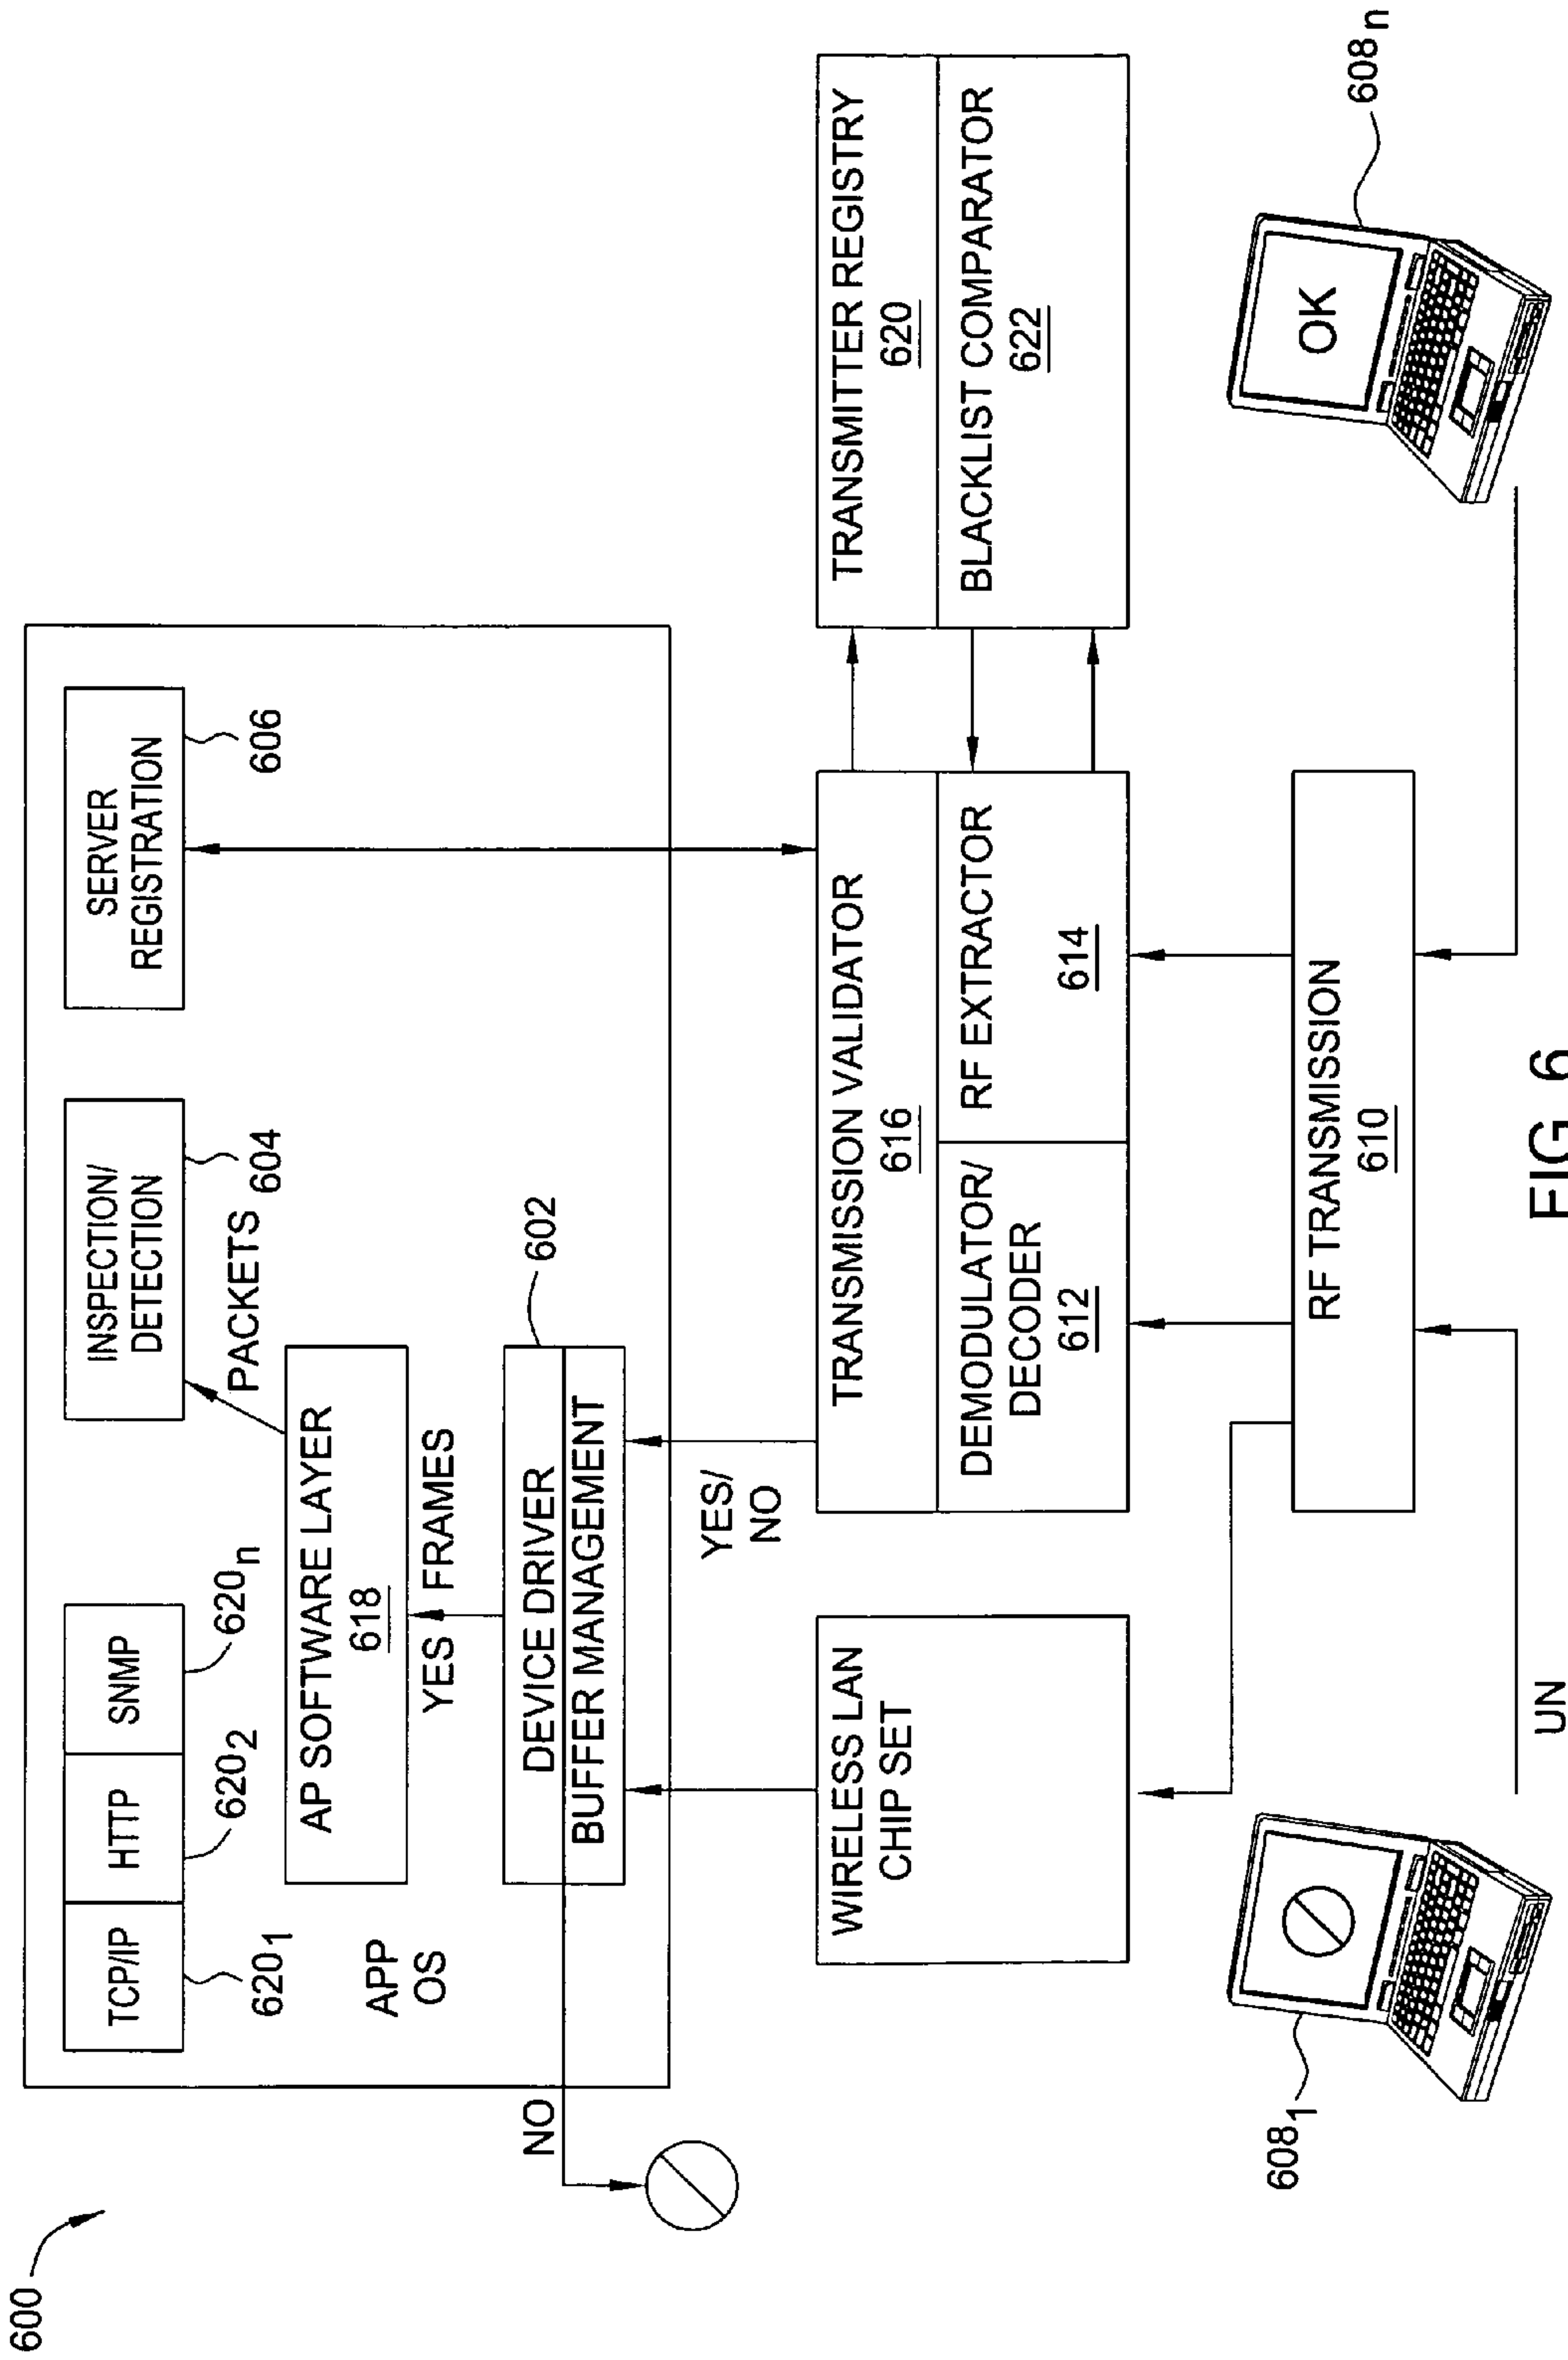 600
TCP/IP
HTTP
SNMP
620₁
620₂
620ₙ
INSPECTION/
DETECTION
604
SERVER
REGISTRATION
606
APP
OS
AP SOFTWARE LAYER
618
PACKETS
YES
FRAMES
DEVICE DRIVER
BUFFER MANAGEMENT
602
NO
YES/
NO
WIRELESS LAN
CHIP SET
TRANSMISSION VALIDATOR
616
DEMODULATOR/
DECODER
612
RF EXTRACTOR
614
TRANSMITTER REGISTRY
620
BLACKLIST COMPARATOR
622
RF TRANSMISSION
610
608₁
UN
OK
608ₙ
FIG. 6